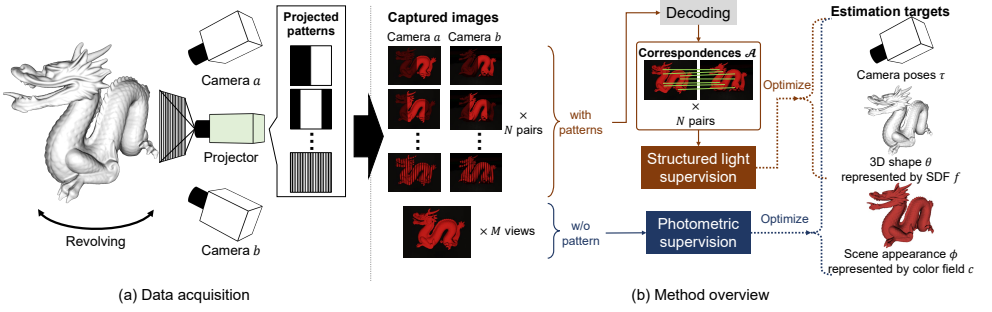 Projected
patterns
Camera a
Projector
Camera b
Revolving
(a) Data acquisition
Captured images
Camera a Camera b
×
N pairs
with
patterns
× M views
w/o
pattern
Decoding
Correspondences 𝒜
×
N pairs
Structured light
supervision
Photometric
supervision
Optimize
Optimize
(b) Method overview
Estimation targets
Camera poses τ
3D shape θ
represented by SDF f
Scene appearance ϕ
represented by color field c